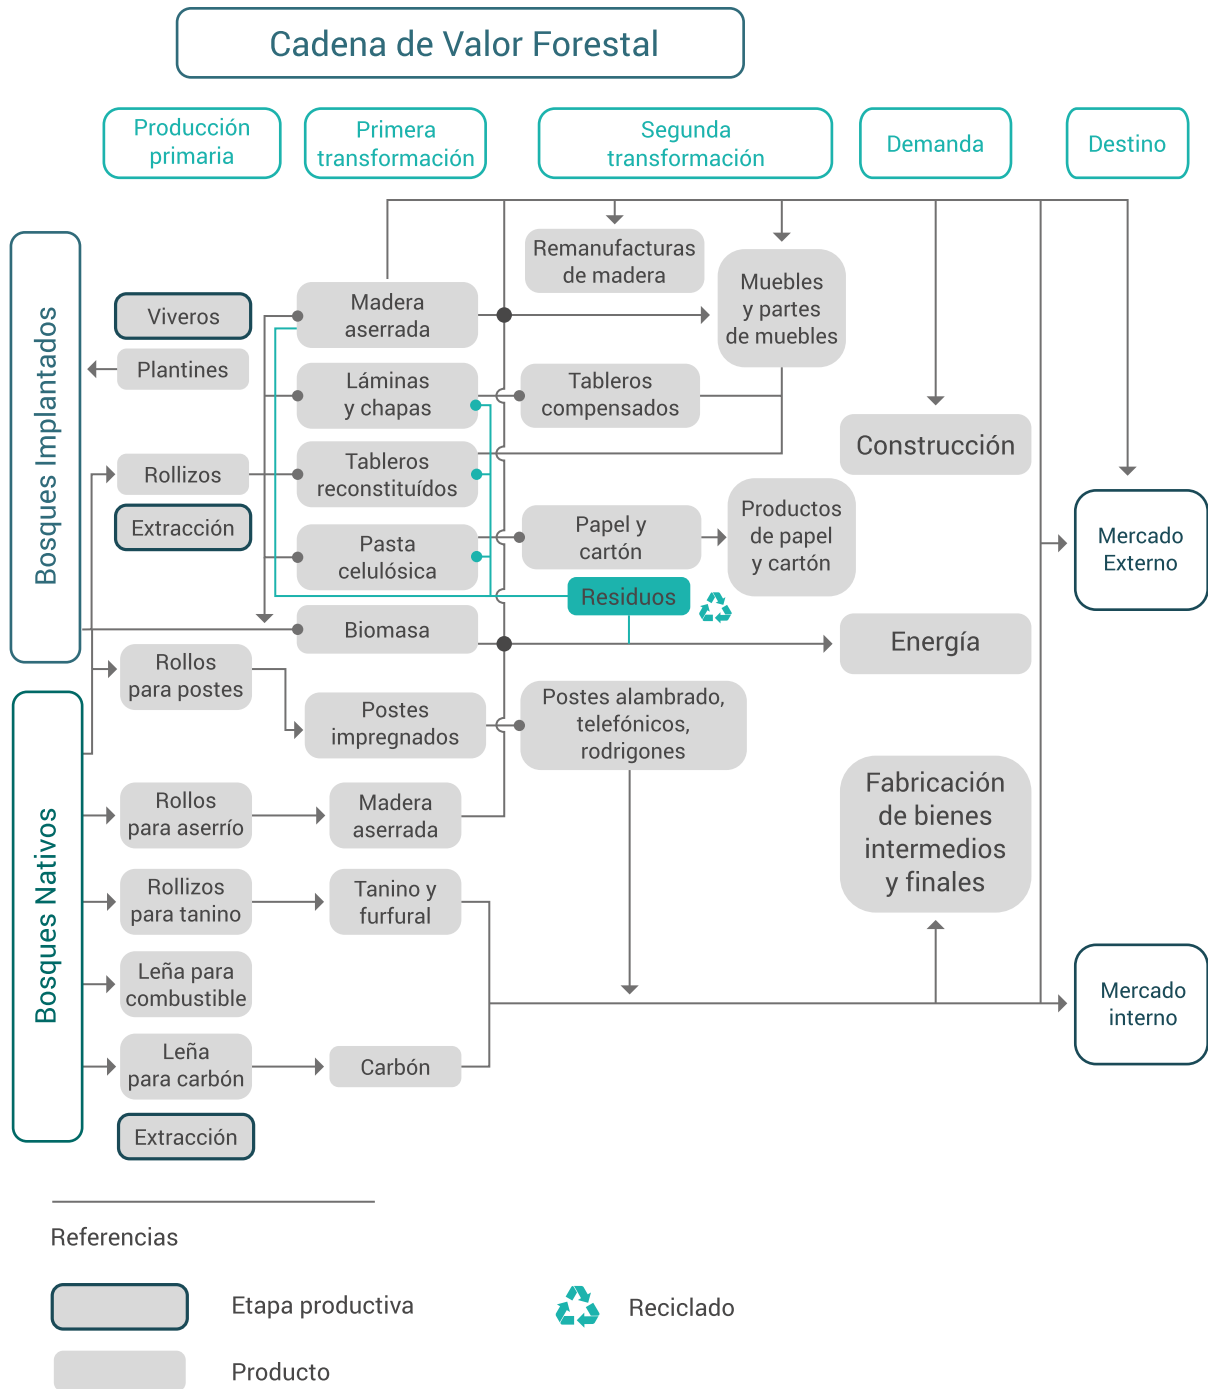 Cadena de Valor Forestal
Producción
primaria
Primera
transformación
Segunda
transformación
Demanda
Destino
Bosques Implantados
Viveros
Plantines
Rollizos
Extracción
Rollos
para postes
Madera
aserrada
Láminas
y chapas
Tableros
reconstituídos
Pasta
celulósica
Biomasa
Postes
impregnados
Remanufacturas
de madera
Muebles
y partes
de muebles
Tableros
compensados
Papel y
cartón
Productos
de papel
y cartón
Residuos
Postes alambrado,
telefónicos,
rodrigones
Construcción
Energía
Fabricación
de bienes
intermedios
y finales
Mercado
Externo
Mercado
interno
Bosques Nativos
Rollos
para aserrío
Madera
aserrada
Rollizos
para tanino
Tanino y
furfural
Leña para
combustible
Leña
para carbón
Carbón
Extracción
Referencias
Etapa productiva
Reciclado
Producto